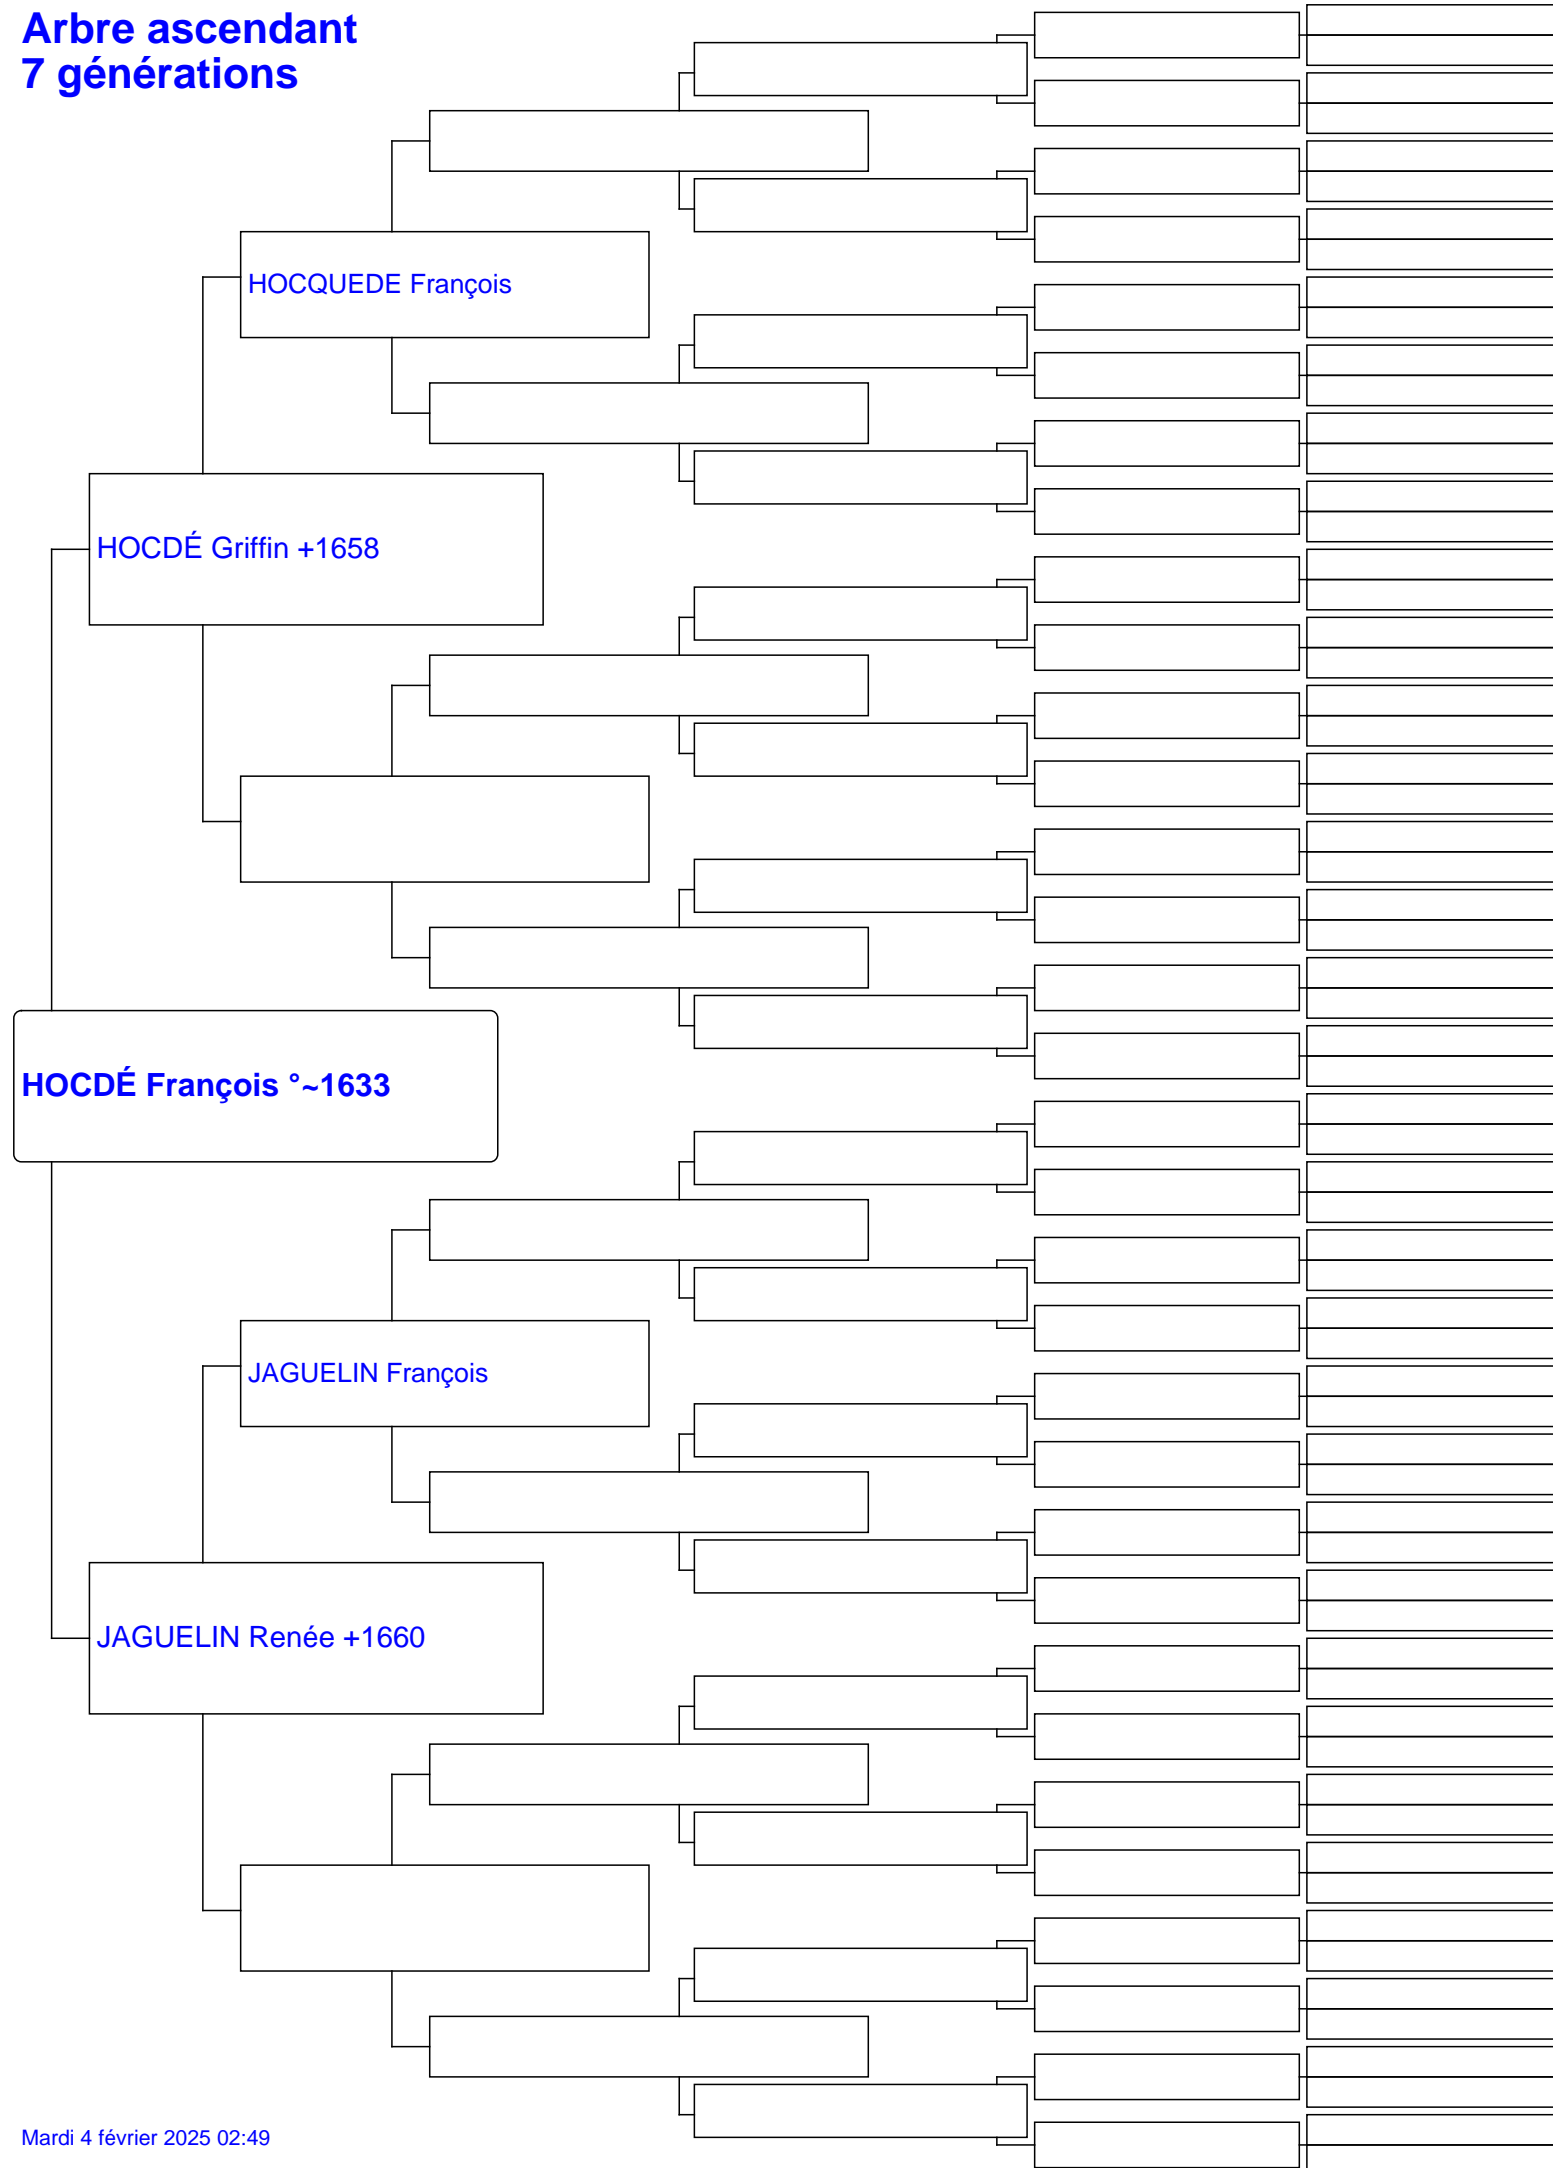 Arbre ascendant
7 générations
HOCQUEDE François
HOCDÉ Griffin +1658
HOCDÉ François °~1633
JAGUELIN François
JAGUELIN Renée +1660
Mardi 4 février 2025 02:49